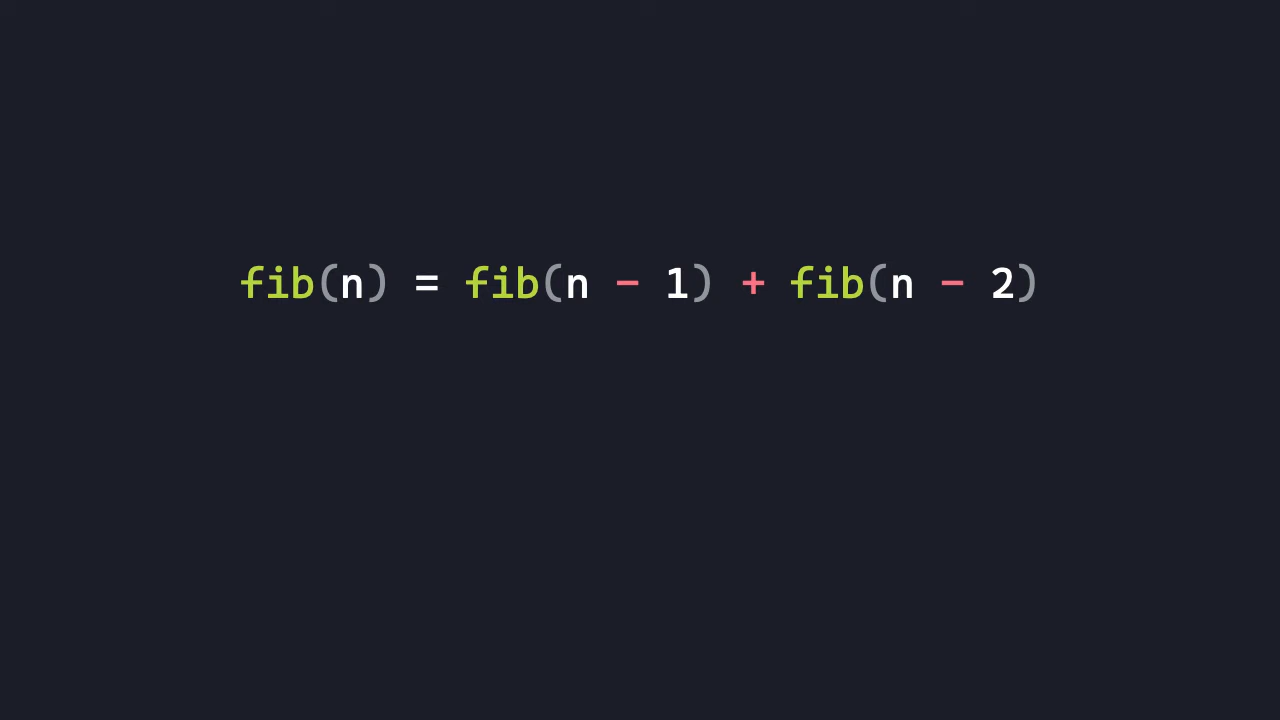 fib(n) = fib(n − 1) + fib(n − 2)